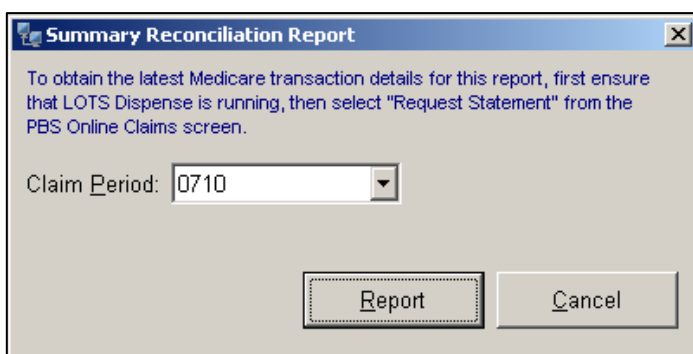 Summary Reconciliation Report
To obtain the latest Medicare transaction details for this report, first ensure
that LOTS Dispense is running, then select "Request Statement" from the
PBS Online Claims screen.
Claim Period: 0710
Report Cancel